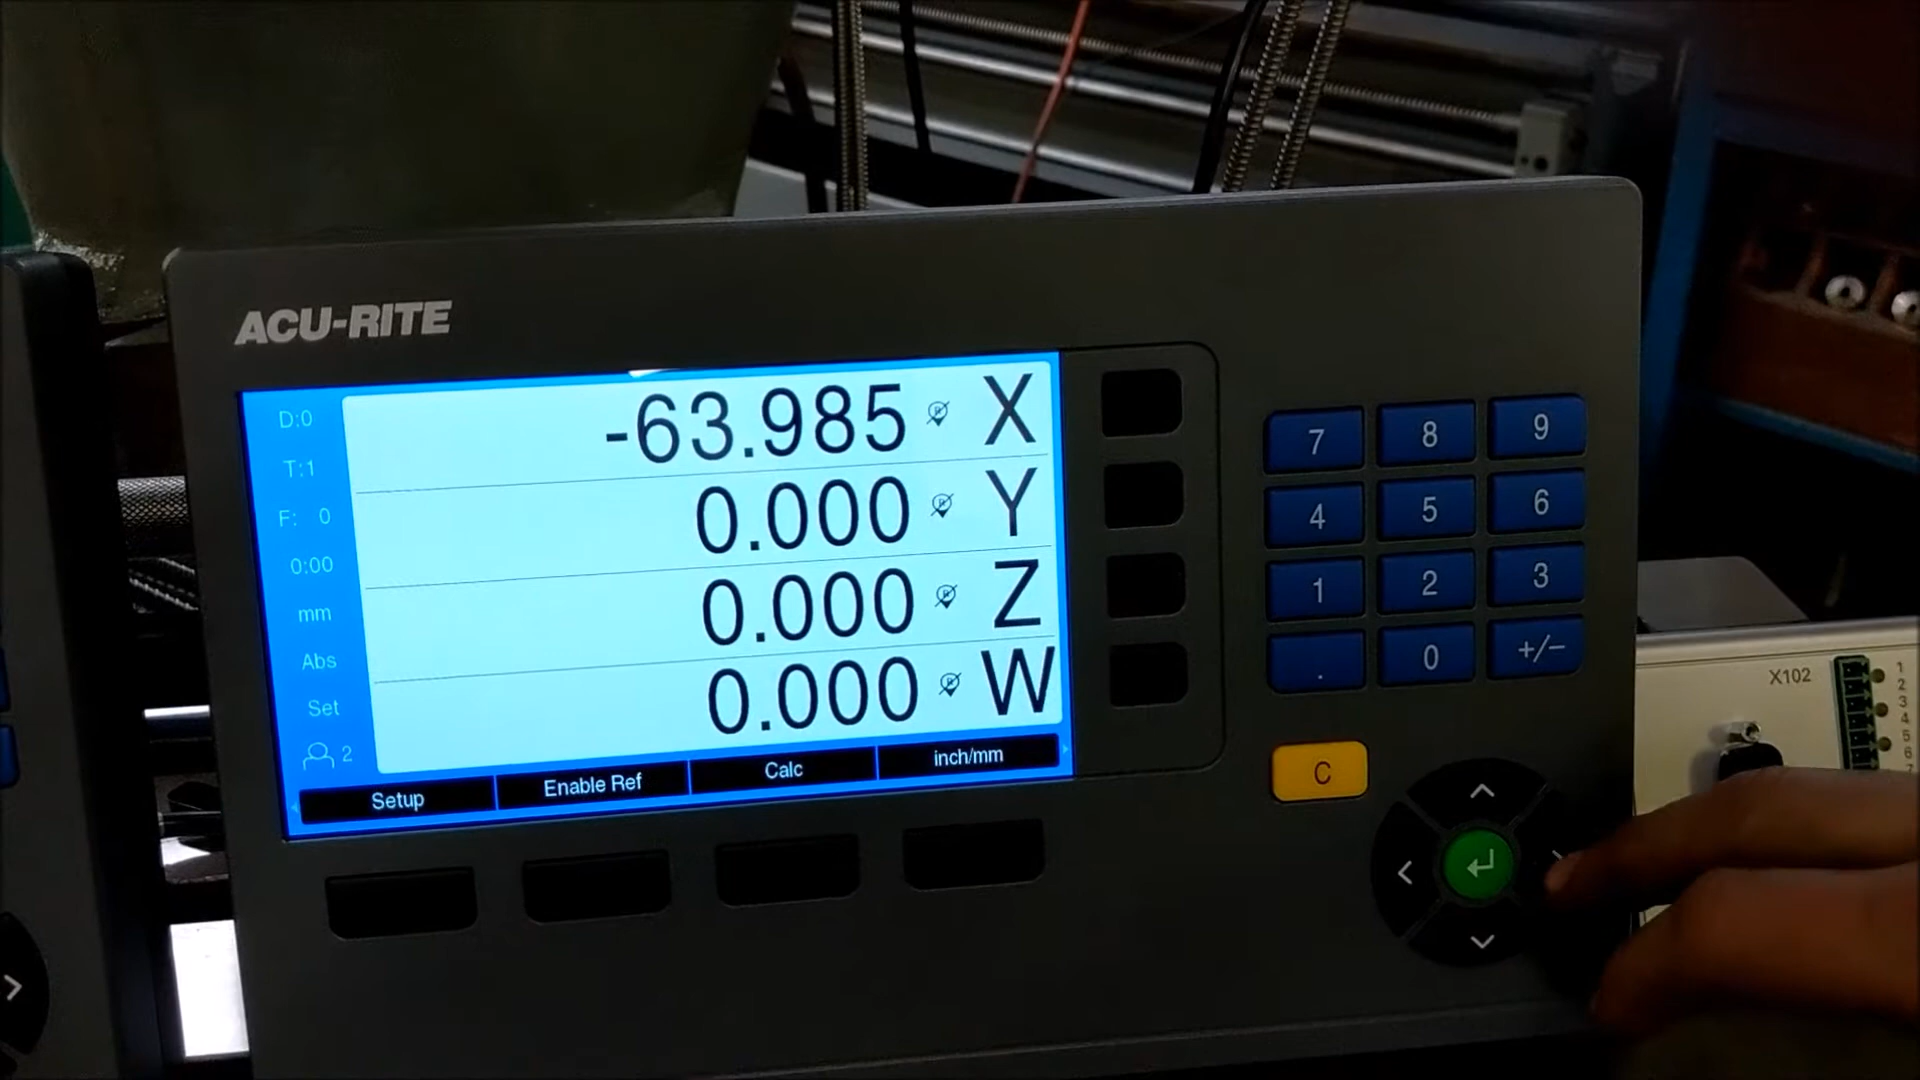 ACU-RITE
D:0
T:1
F: 0
0:00
mm
Abs
Set
2
-63.985 X
0.000 Y
0.000 Z
0.000 W
Setup
Enable Ref
Calc
inch/mm
7 8 9
4 5 6
1 2 3
. 0 +/-
C
X102
1
2
3
4
5
6